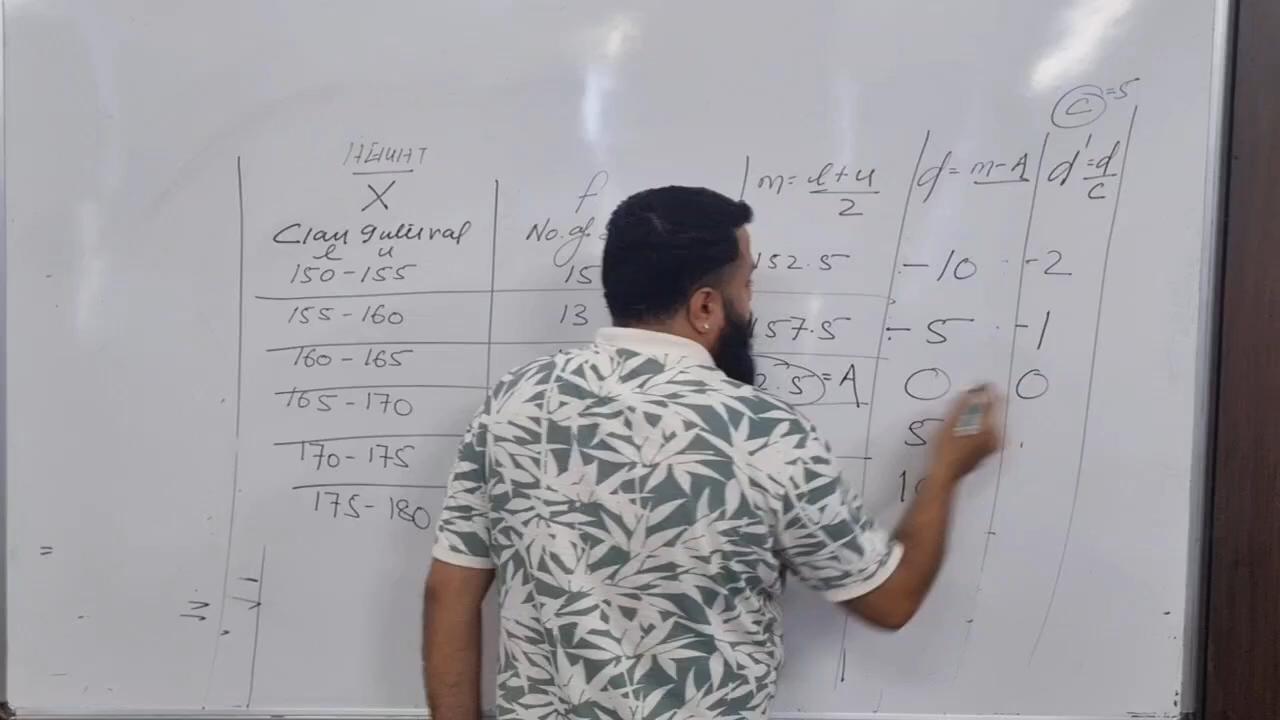 C = 5
HEIGHT
X f m = l + u / 2 d = m - A d' = d / c
Class Interval No. of
l u
150 - 155 15 152.5 - 10 - 2
155 - 160 13 157.5 - 5 - 1
160 - 165 2.5 = A 0 0
165 - 170 5
170 - 175
175 - 180
=